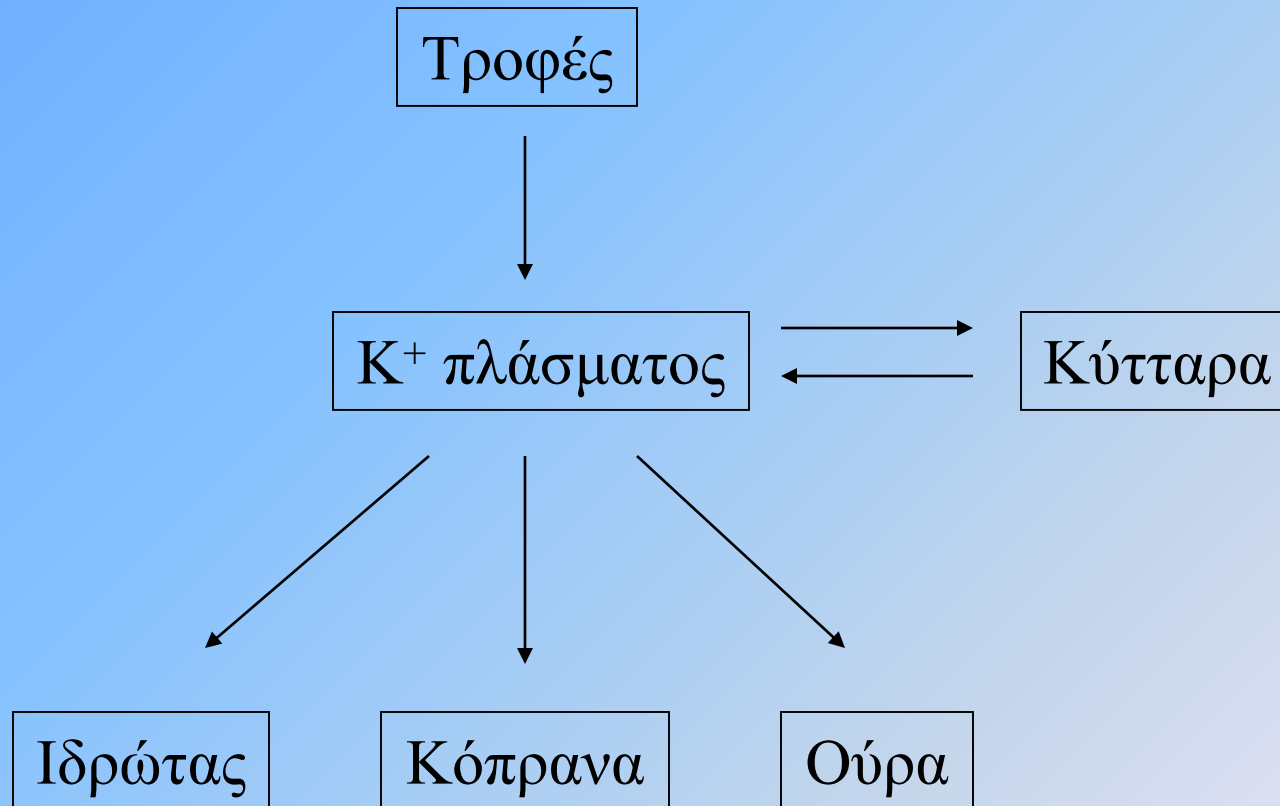 Τροφές
Κ⁺ πλάσματος
Κύτταρα
Ιδρώτας
Κόπρανα
Ούρα